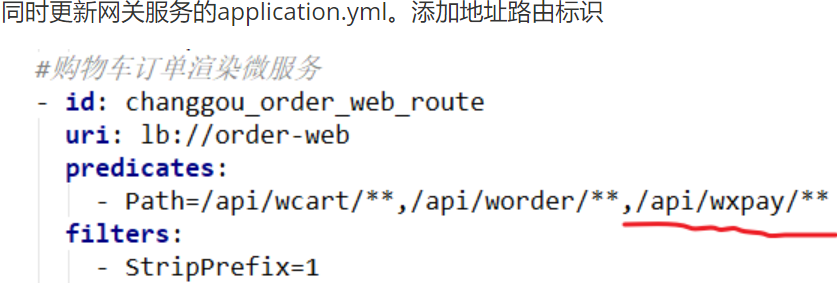 同时更新网关服务的application.yml。添加地址路由标识
#购物车订单渲染微服务
- id: changgou_order_web_route
uri: lb://order-web
predicates:
- Path=/api/wcart/**,/api/worder/**,/api/wxpay/**
filters:
- StripPrefix=1